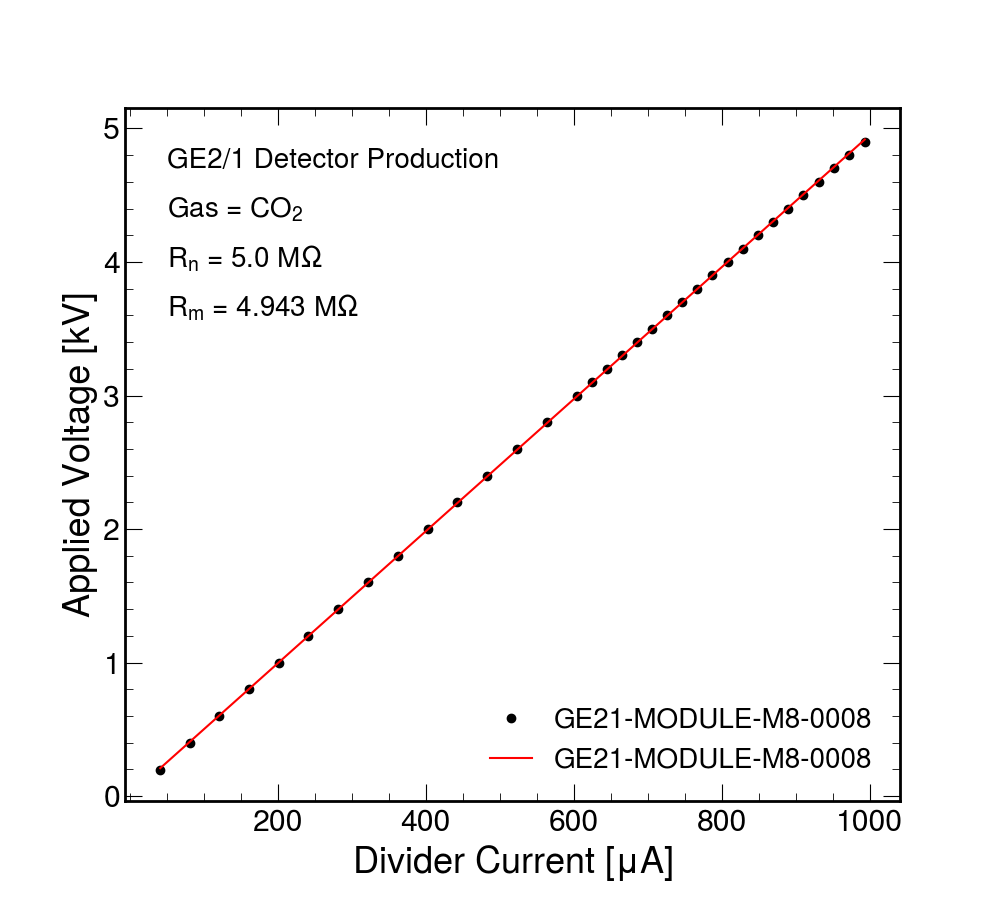 GE2/1 Detector Production
Gas = CO₂
Rₙ = 5.0 MΩ
Rₘ = 4.943 MΩ
Applied Voltage [kV]
5
4
3
2
1
0
GE21-MODULE-M8-0008
GE21-MODULE-M8-0008
200 400 600 800 1000
Divider Current [µA]